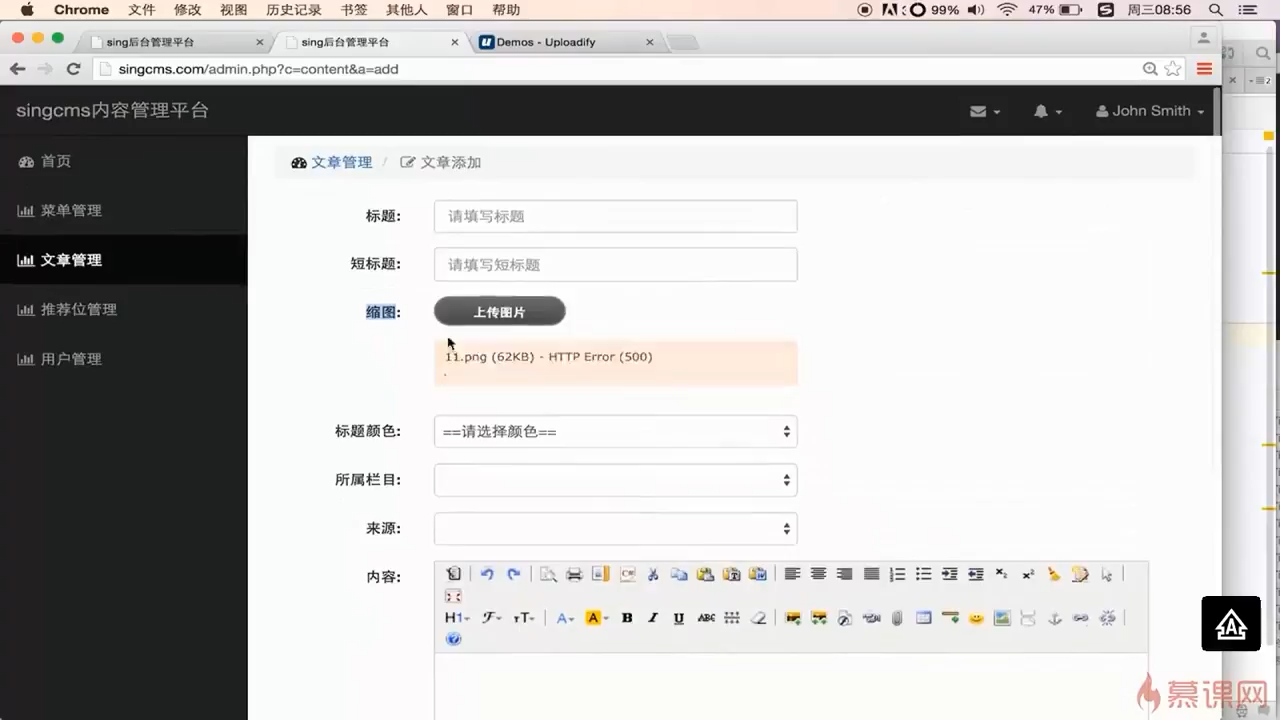 Chrome 文件 修改 视图 历史记录 书签 其他人 窗口 帮助 99% 47% 周三08:56
sing后台管理平台 sing后台管理平台 Demos - Uploadify
singcms.com/admin.php?c=content&a=add
singcms内容管理平台 John Smith
首页
菜单管理
文章管理
推荐位管理
用户管理
文章管理 / 文章添加
标题: 请填写标题
短标题: 请填写短标题
缩图: 上传图片
11.png (62KB) - HTTP Error (500)
.
标题颜色: ==请选择颜色==
所属栏目:
来源:
内容:
H1 T A A B I U ABC
慕课网